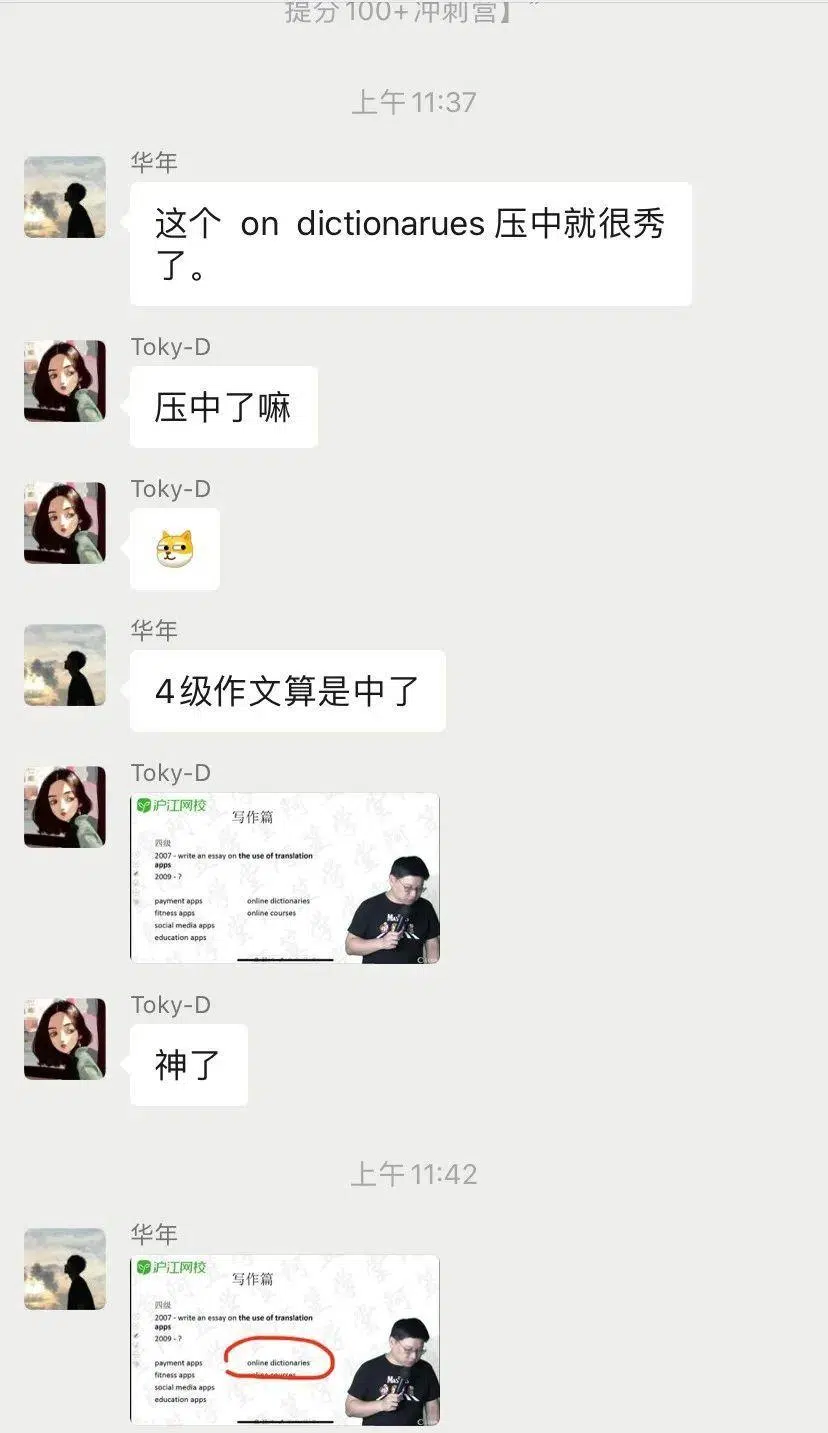 提分100+冲刺营】”
上午 11:37
华年
这个 on dictionarues 压中就很秀
了。
Toky-D
压中了嘛
Toky-D
华年
4级作文算是中了
Toky-D
沪江网校
写作篇
四级
2007 - write an essay on the use of translation
apps
2009 - ?
payment apps
fitness apps
social media apps
education apps
online dictionaries
online courses
Toky-D
神了
上午 11:42
华年
沪江网校
写作篇
四级
2007 - write an essay on the use of translation
apps
2009 - ?
payment apps
fitness apps
social media apps
education apps
online dictionaries
online courses